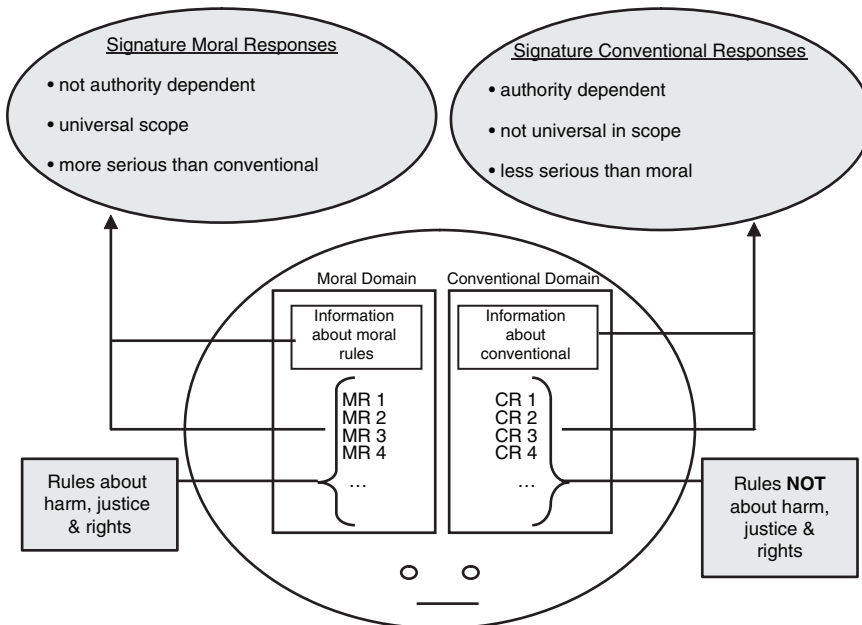 Signature Moral Responses
• not authority dependent
• universal scope
• more serious than conventional
Signature Conventional Responses
• authority dependent
• not universal in scope
• less serious than moral
Moral Domain
Conventional Domain
Information
about moral
rules
Information
about
conventional
MR 1
MR 2
MR 3
MR 4
...
CR 1
CR 2
CR 3
CR 4
...
Rules about
harm, justice
& rights
Rules NOT
about harm,
justice &
rights